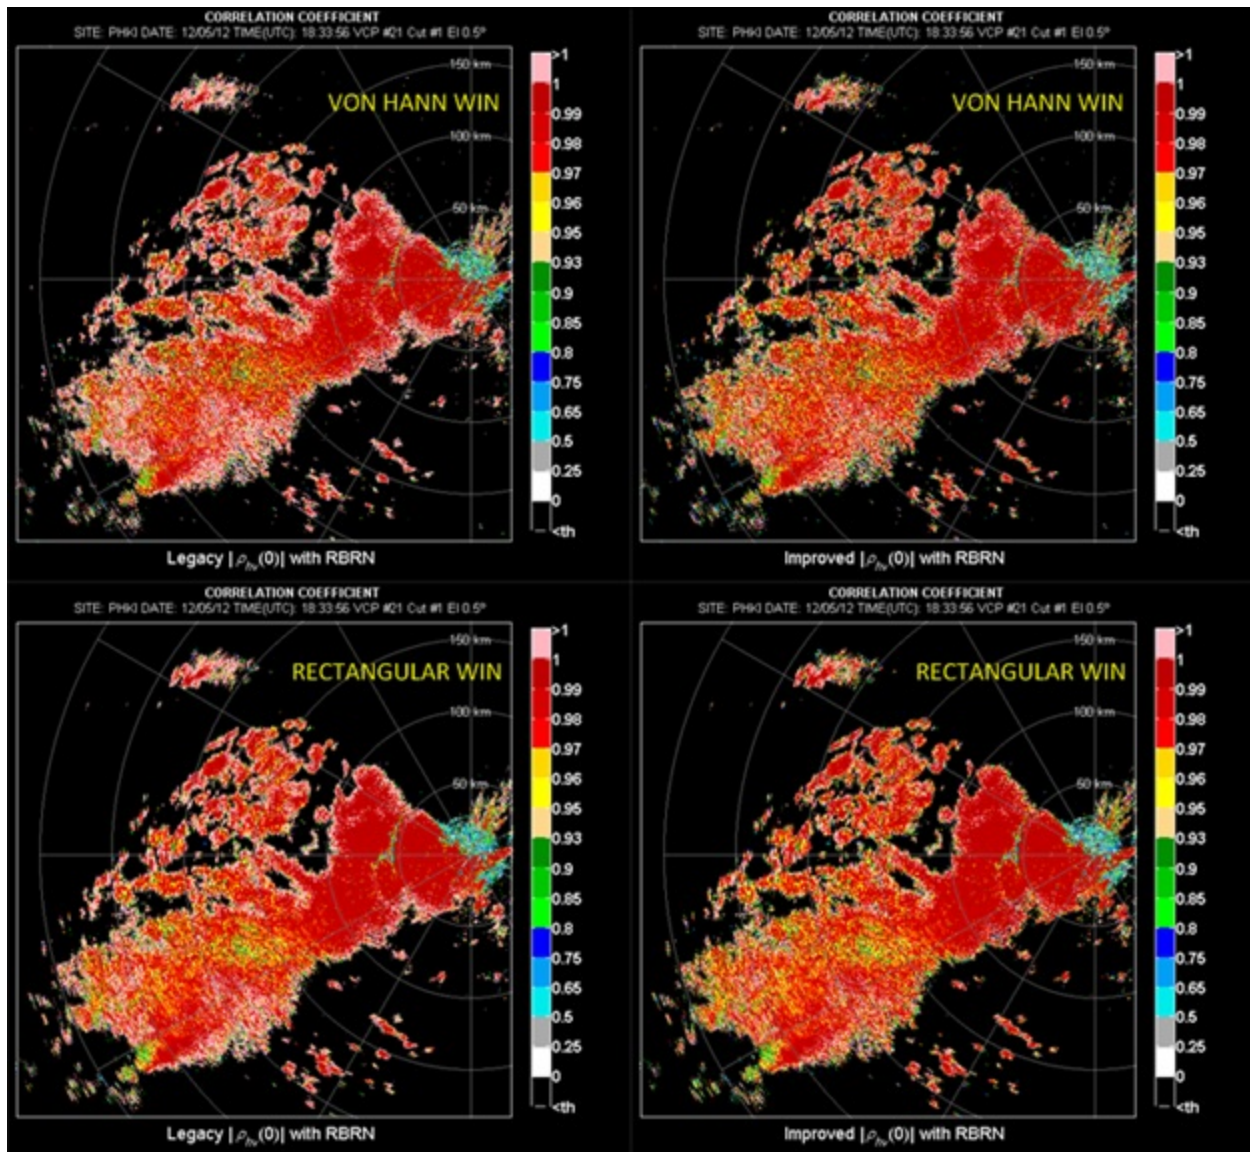 CORRELATION COEFFICIENT
SITE: PHKI DATE: 12/05/12 TIME(UTC): 18:33:56 VCP #21 Cut #1 El 0.5°
150 km
100 km
50 km
VON HANN WIN
>1
1
0.99
0.98
0.97
0.96
0.95
0.93
0.9
0.85
0.8
0.75
0.65
0.5
0.25
0
<th
Legacy |ρhv(0)| with RBRN
CORRELATION COEFFICIENT
SITE: PHKI DATE: 12/05/12 TIME(UTC): 18:33:56 VCP #21 Cut #1 El 0.5°
150 km
100 km
50 km
VON HANN WIN
>1
1
0.99
0.98
0.97
0.96
0.95
0.93
0.9
0.85
0.8
0.75
0.65
0.5
0.25
0
<th
Improved |ρhv(0)| with RBRN
CORRELATION COEFFICIENT
SITE: PHKI DATE: 12/05/12 TIME(UTC): 18:33:56 VCP #21 Cut #1 El 0.5°
150 km
100 km
50 km
RECTANGULAR WIN
>1
1
0.99
0.98
0.97
0.96
0.95
0.93
0.9
0.85
0.8
0.75
0.65
0.5
0.25
0
<th
Legacy |ρhv(0)| with RBRN
CORRELATION COEFFICIENT
SITE: PHKI DATE: 12/05/12 TIME(UTC): 18:33:56 VCP #21 Cut #1 El 0.5°
150 km
100 km
50 km
RECTANGULAR WIN
>1
1
0.99
0.98
0.97
0.96
0.95
0.93
0.9
0.85
0.8
0.75
0.65
0.5
0.25
0
<th
Improved |ρhv(0)| with RBRN